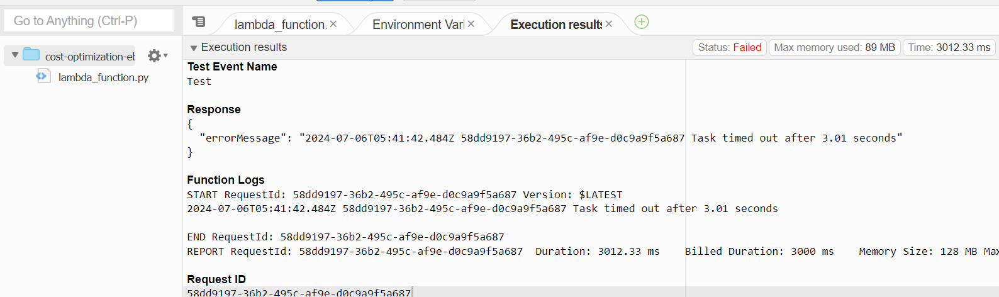 Go to Anything (Ctrl-P)
lambda_function.
Environment Vari
Execution results
cost-optimization-eb
lambda_function.py
Execution results
Status: Failed
Max memory used: 89 MB
Time: 3012.33 ms
Test Event Name
Test
Response
{
"errorMessage": "2024-07-06T05:41:42.484Z 58dd9197-36b2-495c-af9e-d0c9a9f5a687 Task timed out after 3.01 seconds"
}
Function Logs
START RequestId: 58dd9197-36b2-495c-af9e-d0c9a9f5a687 Version: $LATEST
2024-07-06T05:41:42.484Z 58dd9197-36b2-495c-af9e-d0c9a9f5a687 Task timed out after 3.01 seconds
END RequestId: 58dd9197-36b2-495c-af9e-d0c9a9f5a687
REPORT RequestId: 58dd9197-36b2-495c-af9e-d0c9a9f5a687 Duration: 3012.33 ms Billed Duration: 3000 ms Memory Size: 128 MB Max
Request ID
58dd9197-36b2-495c-af9e-d0c9a9f5a687